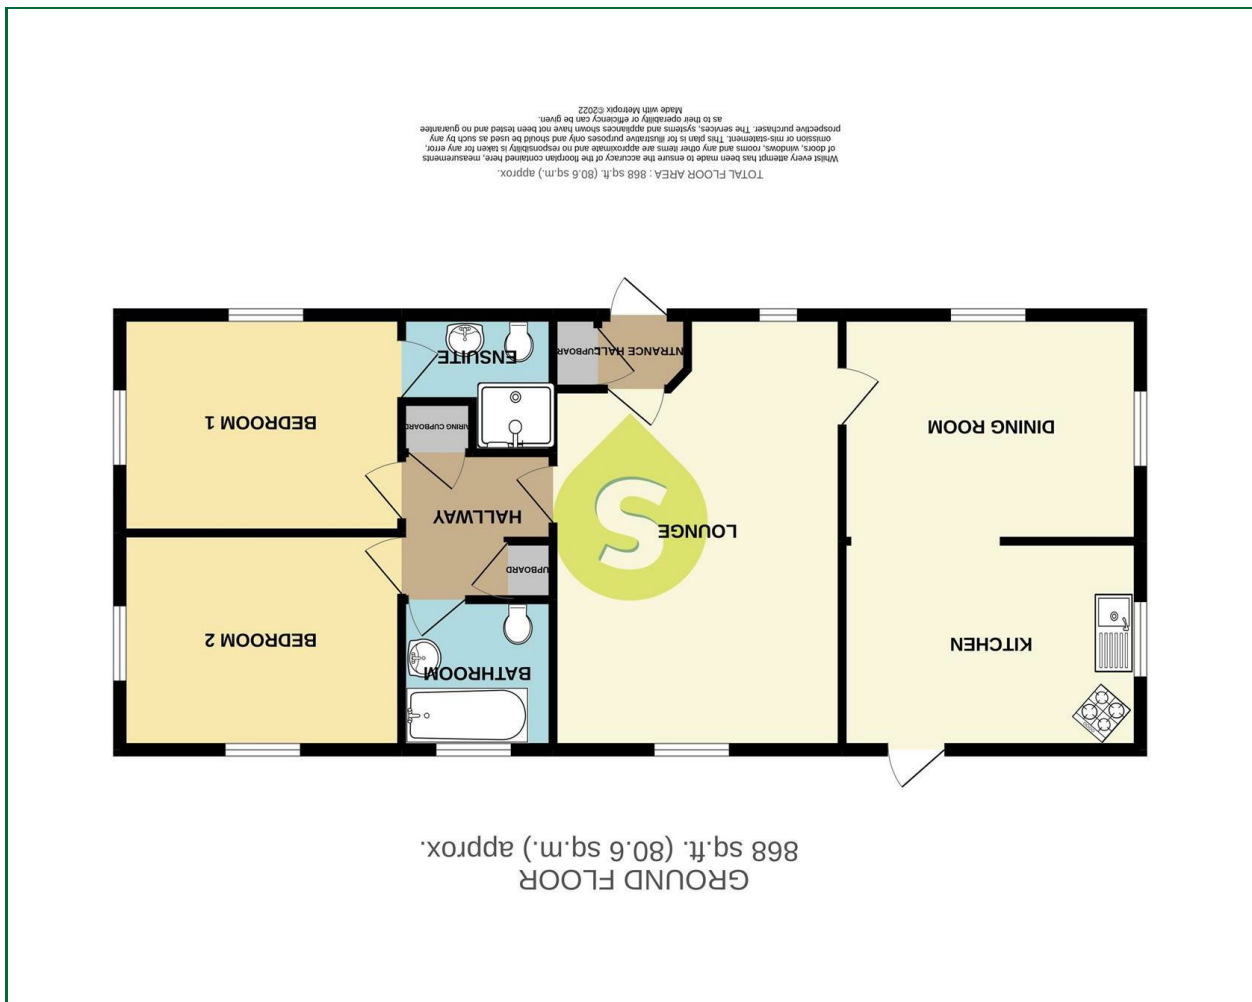 GROUND FLOOR
868 sq.ft. (80.6 sq.m.) approx.
KITCHEN
BATHROOM
BEDROOM 2
CUPBOARD
LOUNGE
S
HALLWAY
DINING ROOM
AIRING CUPBOARD
BEDROOM 1
ENTRANCE HALL
CUPBOARD
ENSUITE
TOTAL FLOOR AREA : 868 sq.ft. (80.6 sq.m.) approx.
Whilst every attempt has been made to ensure the accuracy of the floorplan contained here, measurements
of doors, windows, rooms and any other items are approximate and no responsibility is taken for any error,
omission or mis-statement. This plan is for illustrative purposes only and should be used as such by any
prospective purchaser. The services, systems and appliances shown have not been tested and no guarantee
as to their operability or efficiency can be given.
Made with Metropix ©2022